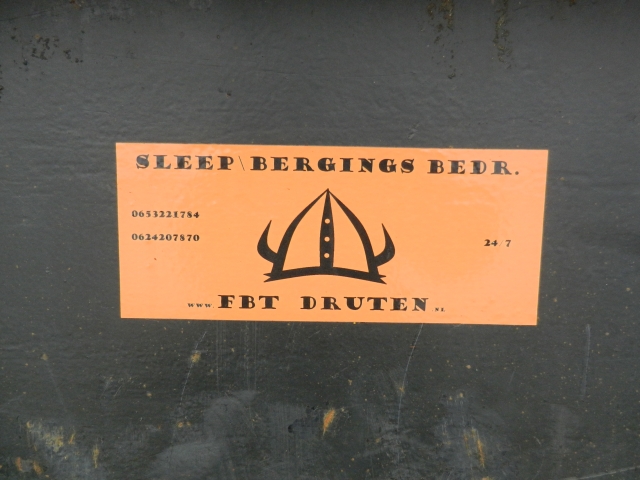 SLEEP\BERGINGS BEDR.
0653221784
0624207870
24/7
www.FBT DRUTEN.NL